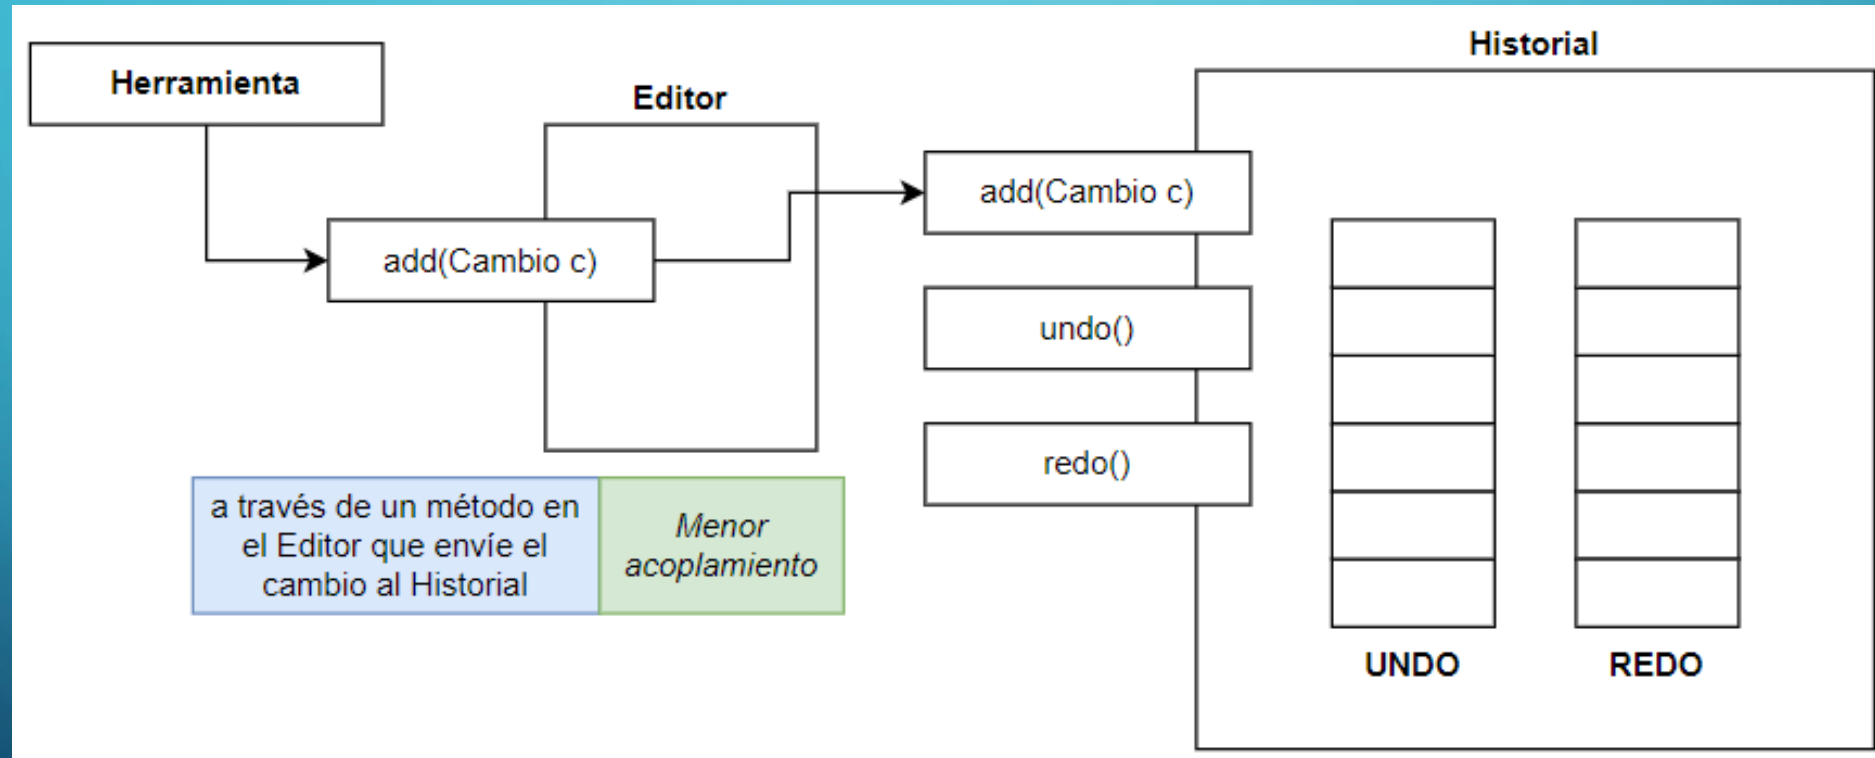 Herramienta
Editor
Historial
add(Cambio c)
add(Cambio c)
undo()
redo()
a través de un método en
el Editor que envíe el
cambio al Historial
Menor
acoplamiento
UNDO
REDO